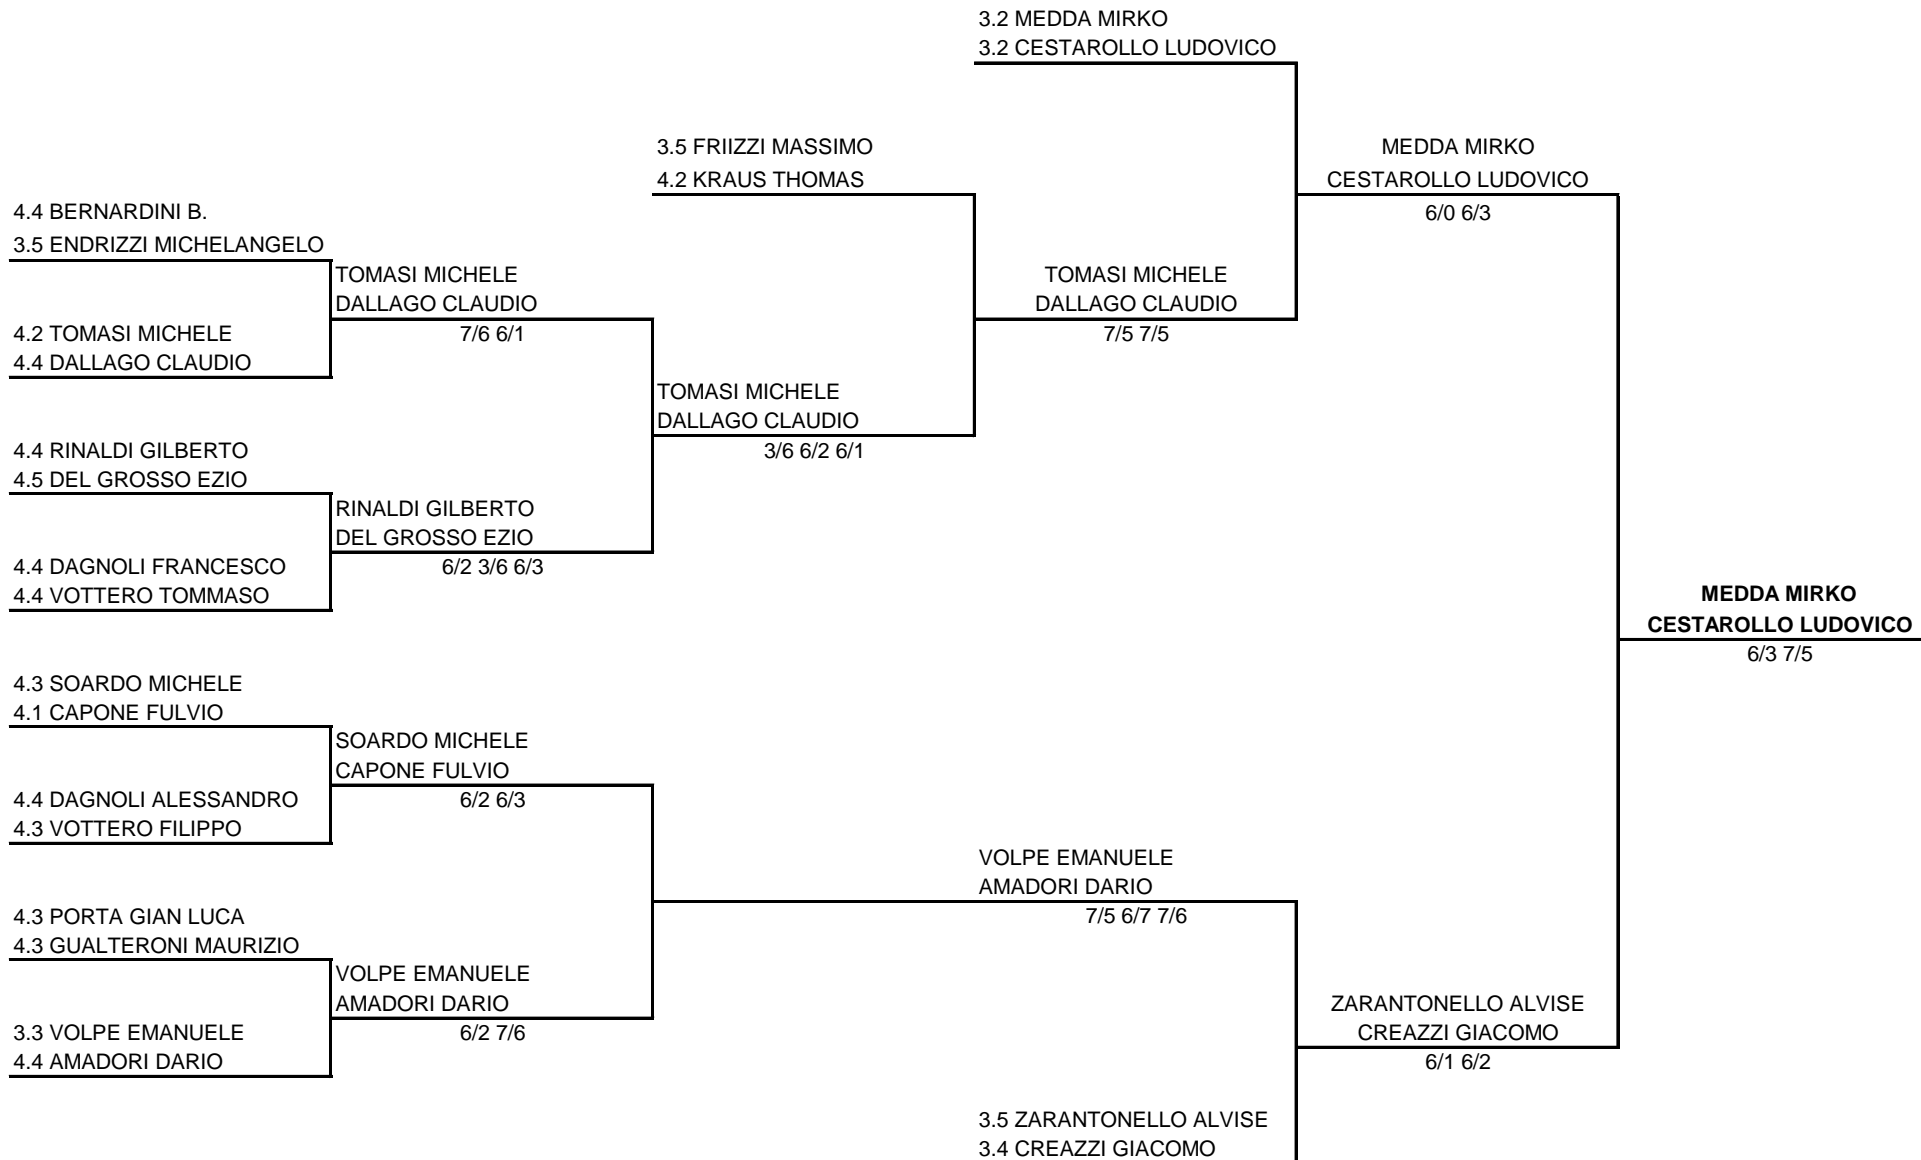 3.2 MEDDA MIRKO
3.2 CESTAROLLO LUDOVICO
3.5 FRIIZZI MASSIMO
4.2 KRAUS THOMAS
MEDDA MIRKO
CESTAROLLO LUDOVICO
6/0 6/3
4.4 BERNARDINI B.
3.5 ENDRIZZI MICHELANGELO
TOMASI MICHELE
DALLAGO CLAUDIO
7/6 6/1
TOMASI MICHELE
DALLAGO CLAUDIO
7/5 7/5
4.2 TOMASI MICHELE
4.4 DALLAGO CLAUDIO
TOMASI MICHELE
DALLAGO CLAUDIO
3/6 6/2 6/1
4.4 RINALDI GILBERTO
4.5 DEL GROSSO EZIO
RINALDI GILBERTO
DEL GROSSO EZIO
6/2 3/6 6/3
4.4 DAGNOLI FRANCESCO
4.4 VOTTERO TOMMASO
MEDDA MIRKO
CESTAROLLO LUDOVICO
6/3 7/5
4.3 SOARDO MICHELE
4.1 CAPONE FULVIO
SOARDO MICHELE
CAPONE FULVIO
6/2 6/3
4.4 DAGNOLI ALESSANDRO
4.3 VOTTERO FILIPPO
VOLPE EMANUELE
AMADORI DARIO
7/5 6/7 7/6
4.3 PORTA GIAN LUCA
4.3 GUALTERONI MAURIZIO
VOLPE EMANUELE
AMADORI DARIO
6/2 7/6
3.3 VOLPE EMANUELE
4.4 AMADORI DARIO
ZARANTONELLO ALVISE
CREAZZI GIACOMO
6/1 6/2
3.5 ZARANTONELLO ALVISE
3.4 CREAZZI GIACOMO